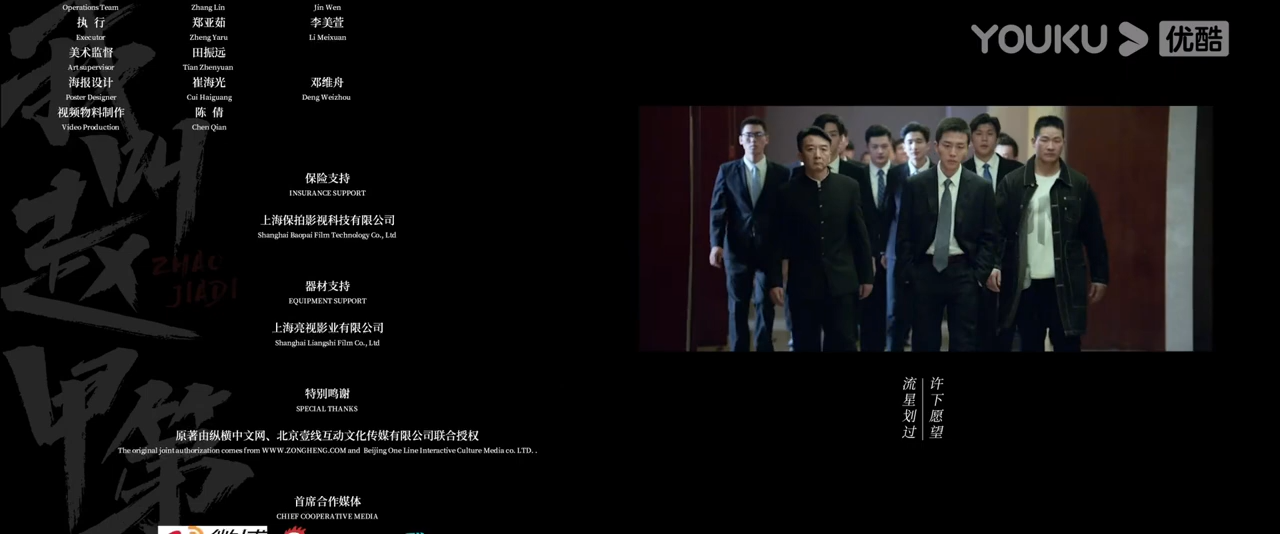 Operations Team Zhang Lin Jin Wen
执 行 郑亚茹 李美萱
Executor Zheng Yaru Li Meixuan
美术监督 田振远
Art supervisor Tian Zhenyuan
海报设计 崔海光 邓维舟
Poster Designer Cui Haiguang Deng Weizhou
视频物料制作 陈 倩
Video Production Chen Qian
保险支持
INSURANCE SUPPORT
上海保拍影视科技有限公司
Shanghai Baopai Film Technology Co., Ltd
器材支持
EQUIPMENT SUPPORT
上海亮视影业有限公司
Shanghai Liangshi Film Co., Ltd
特别鸣谢
SPECIAL THANKS
原著由纵横中文网、北京壹线互动文化传媒有限公司联合授权
The original joint authorization comes from WWW.ZONGHENG.COM and Beijing One Line Interactive Culture Media co. LTD. .
首席合作媒体
CHIEF COOPERATIVE MEDIA
我叫赵甲第
ZHAO
JIADI
YOUKU 优酷
许下愿望
流星划过